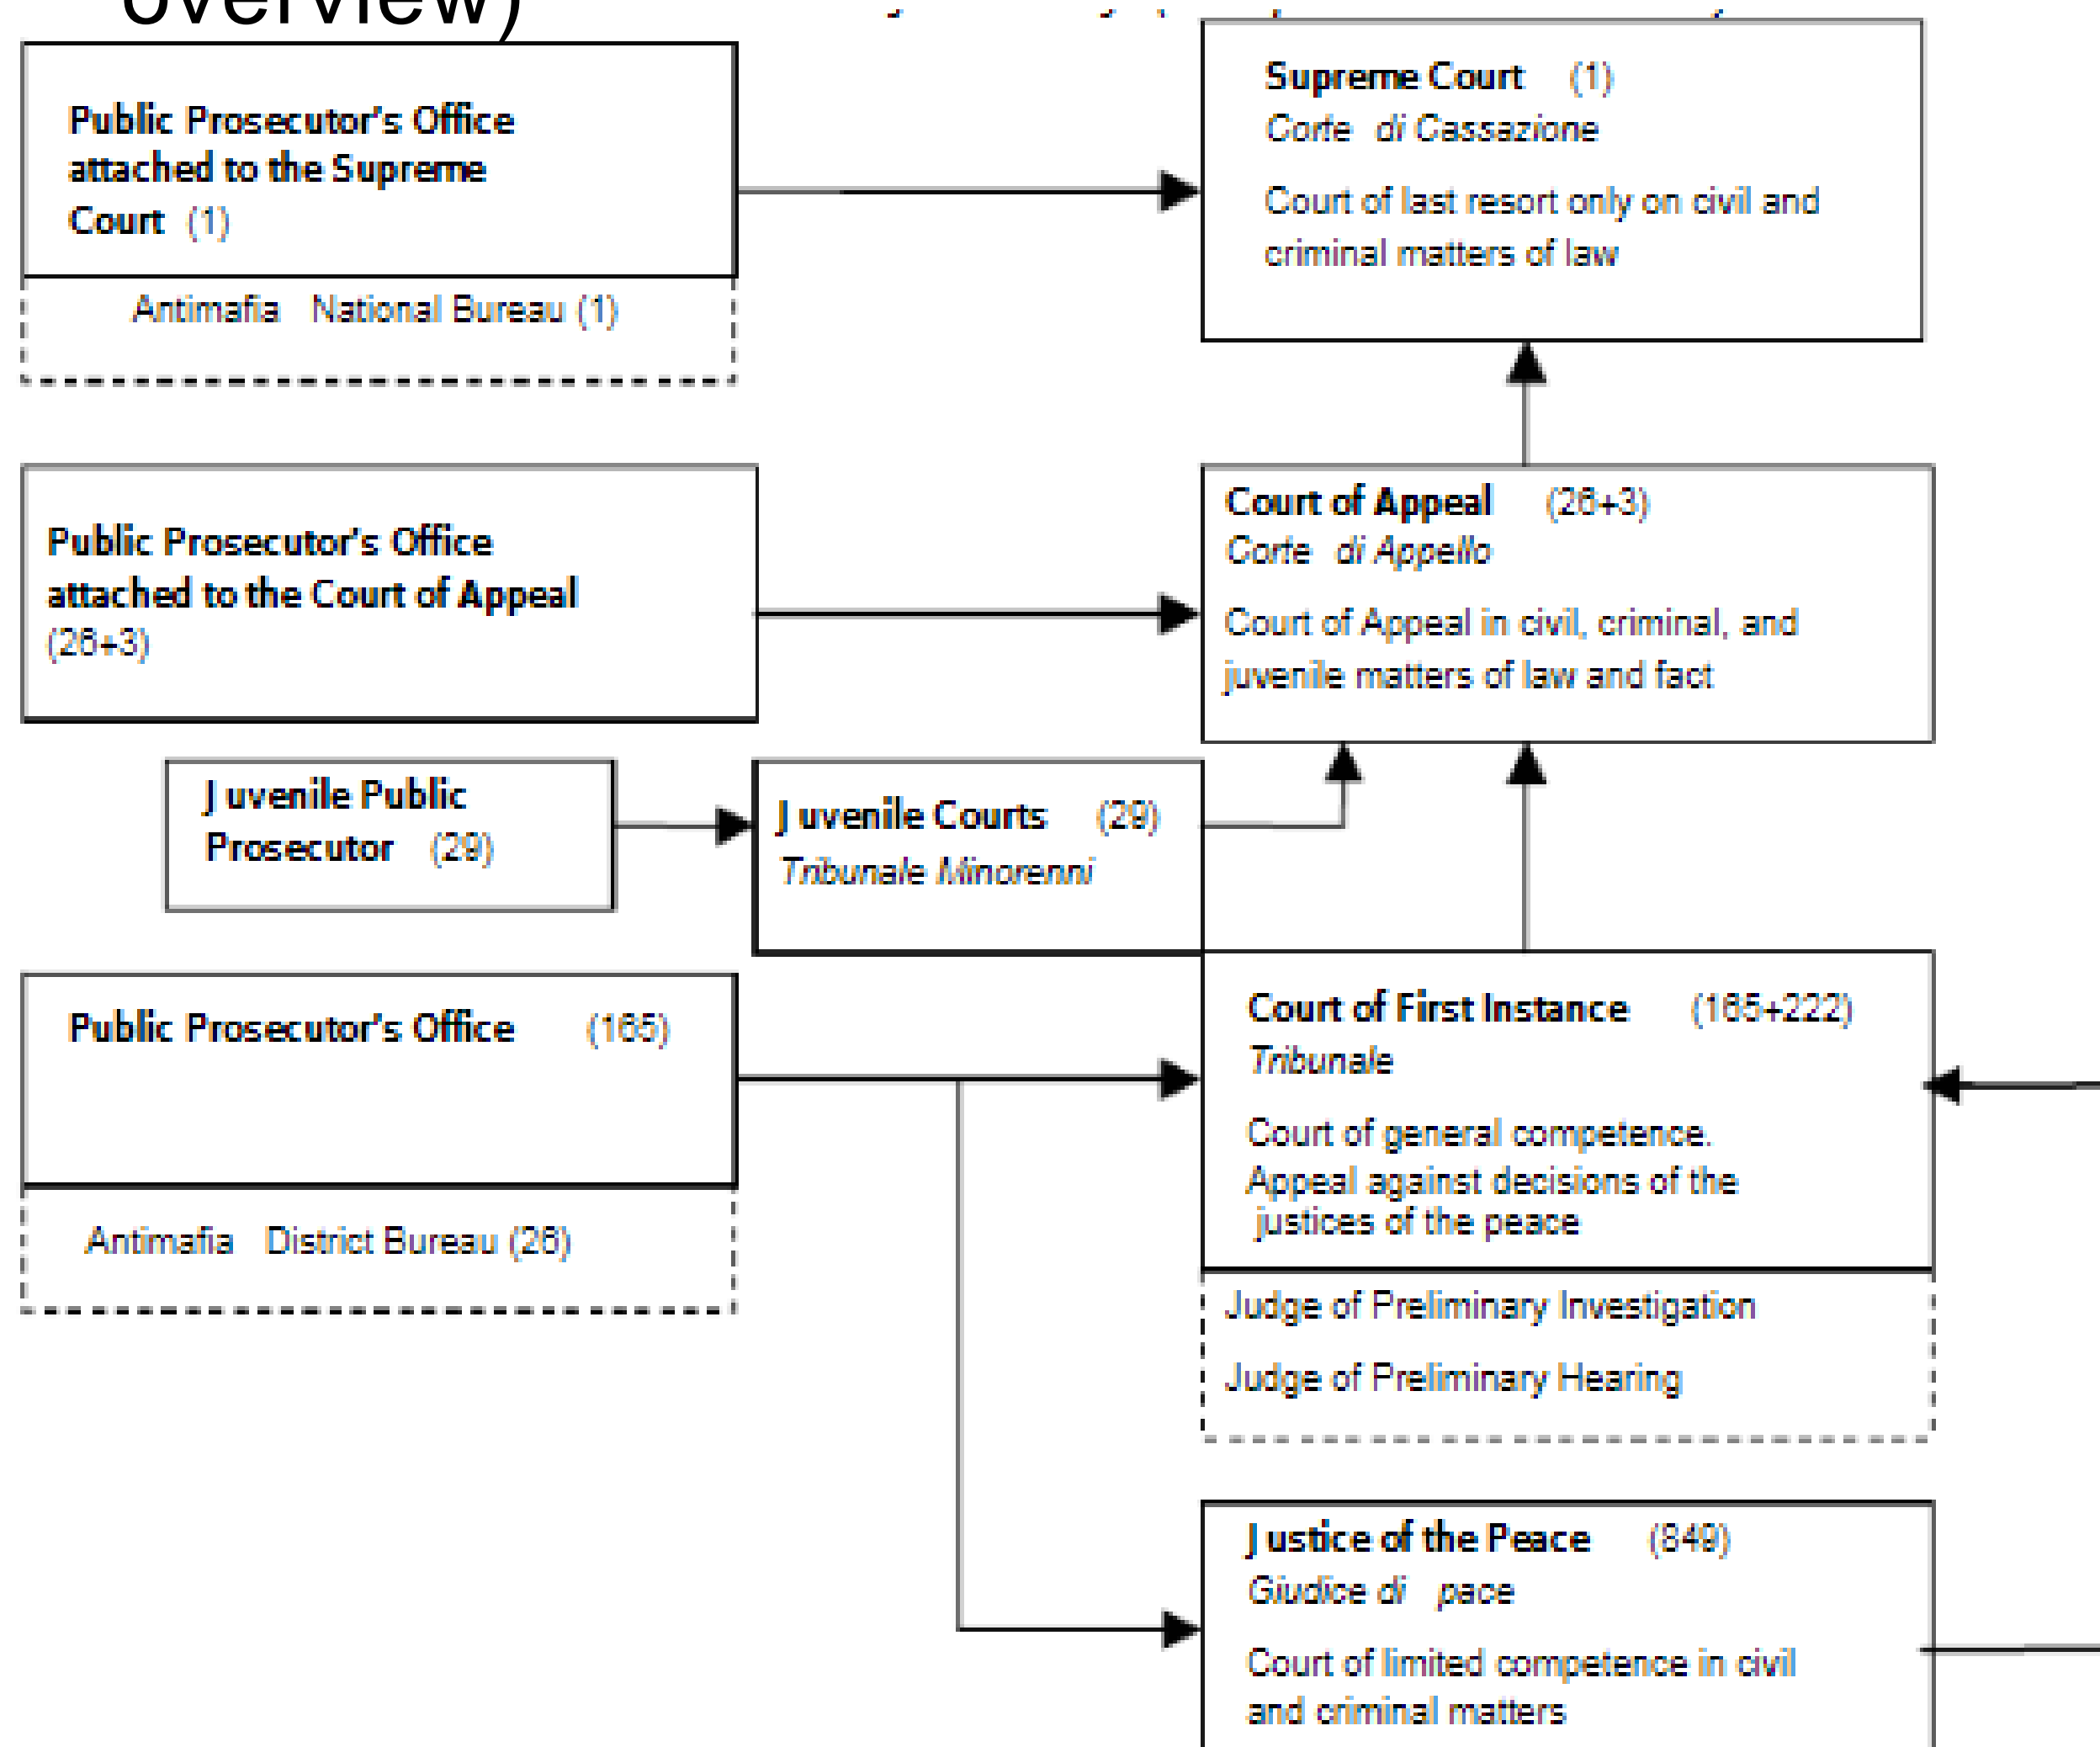 overview)
Public Prosecutor's Office
attached to the Supreme
Court (1)
Antimafia National Bureau (1)
Supreme Court (1)
Corte di Cassazione
Court of last resort only on civil and
criminal matters of law
Public Prosecutor's Office
attached to the Court of Appeal
(26+3)
Court of Appeal (26+3)
Corte di Appello
Court of Appeal in civil, criminal, and
juvenile matters of law and fact
Juvenile Public
Prosecutor (29)
Juvenile Courts (29)
Tribunale Minorenni
Public Prosecutor's Office (165)
Antimafia District Bureau (26)
Court of First Instance (165+222)
Tribunale
Court of general competence.
Appeal against decisions of the
justices of the peace
Judge of Preliminary Investigation
Judge of Preliminary Hearing
Justice of the Peace (849)
Giudice di pace
Court of limited competence in civil
and criminal matters